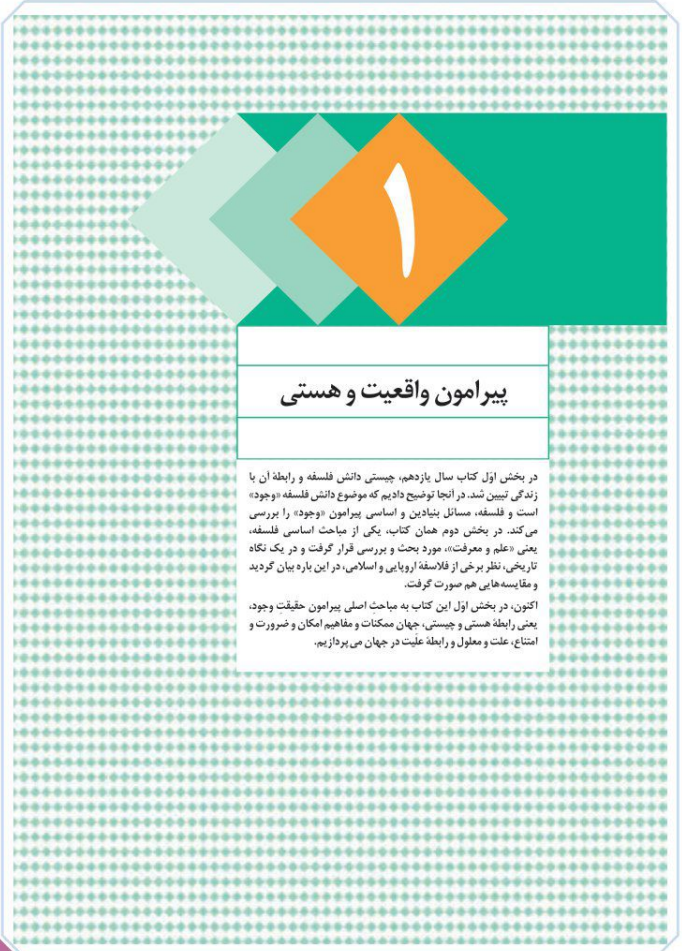 ۱
پیرامون واقعیت و هستی
در بخش اوّل کتاب سال یازدهم، چیستی دانش فلسفه و رابطهٔ آن با
زندگی تبیین شد. در آنجا توضیح دادیم که موضوع دانش فلسفه «وجود»
است و فلسفه، مسائل بنیادین و اساسی پیرامون «وجود» را بررسی
می‌کند. در بخش دوم همان کتاب، یکی از مباحث اساسی فلسفه،
یعنی «علم و معرفت»، مورد بحث و بررسی قرار گرفت و در یک نگاه
تاریخی، نظر برخی از فلاسفهٔ اروپایی و اسلامی، در این باره بیان گردید
و مقایسه‌هایی هم صورت گرفت.
اکنون، در بخش اوّل این کتاب به مباحثِ اصلی پیرامون حقیقتِ وجود،
یعنی رابطهٔ هستی و چیستی، جهان ممکنات و مفاهیم امکان و ضرورت و
امتناع، علت و معلول و رابطهٔ علّیت در جهان می‌پردازیم.